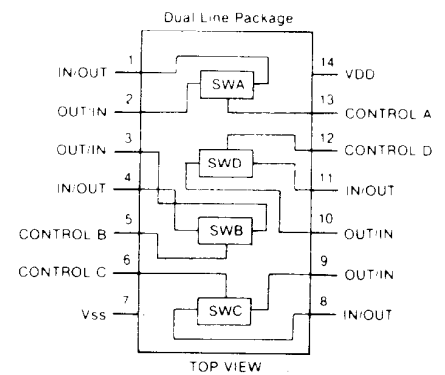 Dual Line Package
1
IN/OUT
2
OUT/IN
3
OUT/IN
4
IN/OUT
5
CONTROL B
6
CONTROL C
7
Vss
SWA
SWD
SWB
SWC
14
VDD
13
CONTROL A
12
CONTROL D
11
IN/OUT
10
OUT/IN
9
OUT/IN
8
IN/OUT
TOP VIEW